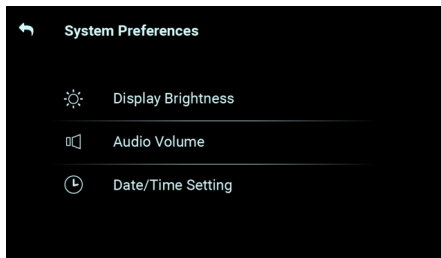 System Preferences
Display Brightness
Audio Volume
Date/Time Setting